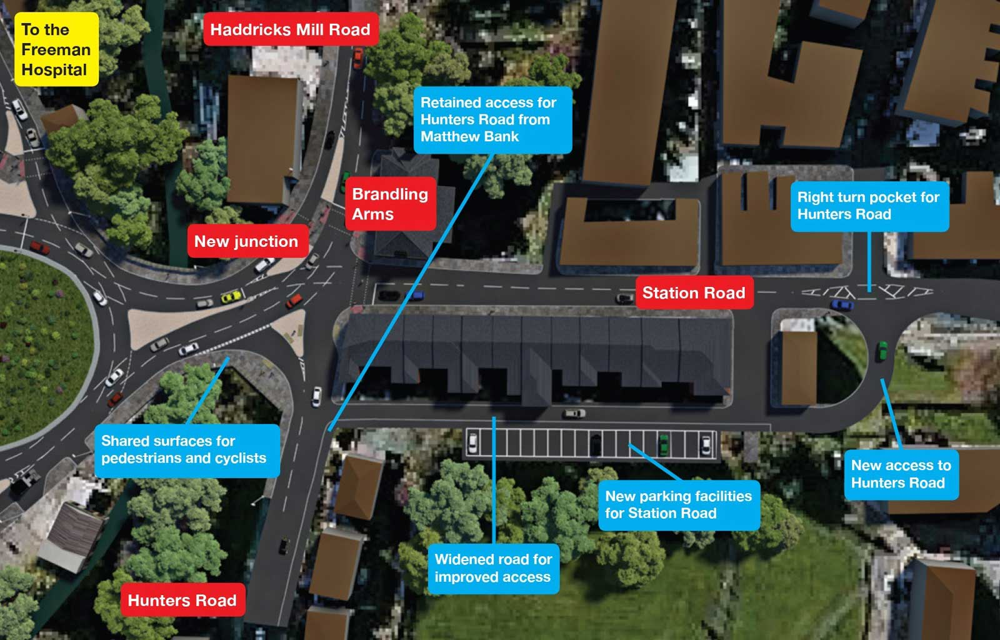 To the
Freeman
Hospital
Haddricks Mill Road
Retained access for
Hunters Road from
Matthew Bank
Brandling
Arms
Right turn pocket for
Hunters Road
New junction
Station Road
Shared surfaces for
pedestrians and cyclists
New access to
Hunters Road
New parking facilities
for Station Road
Widened road for
improved access
Hunters Road